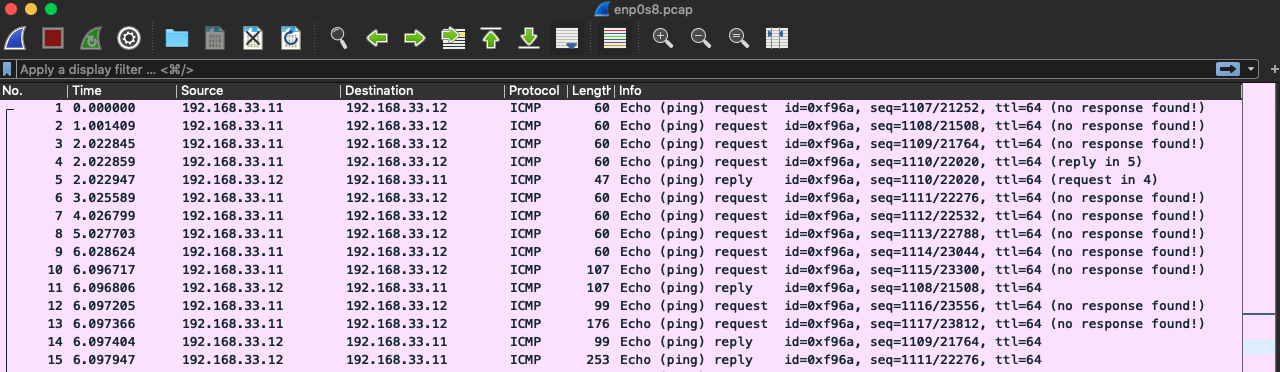 enp0s8.pcap
Apply a display filter … <⌘/>
No. Time Source Destination Protocol Length Info
1 0.000000 192.168.33.11 192.168.33.12 ICMP 60 Echo (ping) request id=0xf96a, seq=1107/21252, ttl=64 (no response found!)
2 1.001409 192.168.33.11 192.168.33.12 ICMP 60 Echo (ping) request id=0xf96a, seq=1108/21508, ttl=64 (no response found!)
3 2.022845 192.168.33.11 192.168.33.12 ICMP 60 Echo (ping) request id=0xf96a, seq=1109/21764, ttl=64 (no response found!)
4 2.022859 192.168.33.11 192.168.33.12 ICMP 60 Echo (ping) request id=0xf96a, seq=1110/22020, ttl=64 (reply in 5)
5 2.022947 192.168.33.12 192.168.33.11 ICMP 47 Echo (ping) reply id=0xf96a, seq=1110/22020, ttl=64 (request in 4)
6 3.025589 192.168.33.11 192.168.33.12 ICMP 60 Echo (ping) request id=0xf96a, seq=1111/22276, ttl=64 (no response found!)
7 4.026799 192.168.33.11 192.168.33.12 ICMP 60 Echo (ping) request id=0xf96a, seq=1112/22532, ttl=64 (no response found!)
8 5.027703 192.168.33.11 192.168.33.12 ICMP 60 Echo (ping) request id=0xf96a, seq=1113/22788, ttl=64 (no response found!)
9 6.028624 192.168.33.11 192.168.33.12 ICMP 60 Echo (ping) request id=0xf96a, seq=1114/23044, ttl=64 (no response found!)
10 6.096717 192.168.33.11 192.168.33.12 ICMP 107 Echo (ping) request id=0xf96a, seq=1115/23300, ttl=64 (no response found!)
11 6.096806 192.168.33.12 192.168.33.11 ICMP 107 Echo (ping) reply id=0xf96a, seq=1108/21508, ttl=64
12 6.097205 192.168.33.11 192.168.33.12 ICMP 99 Echo (ping) request id=0xf96a, seq=1116/23556, ttl=64 (no response found!)
13 6.097366 192.168.33.11 192.168.33.12 ICMP 176 Echo (ping) request id=0xf96a, seq=1117/23812, ttl=64 (no response found!)
14 6.097404 192.168.33.12 192.168.33.11 ICMP 99 Echo (ping) reply id=0xf96a, seq=1109/21764, ttl=64
15 6.097947 192.168.33.12 192.168.33.11 ICMP 253 Echo (ping) reply id=0xf96a, seq=1111/22276, ttl=64